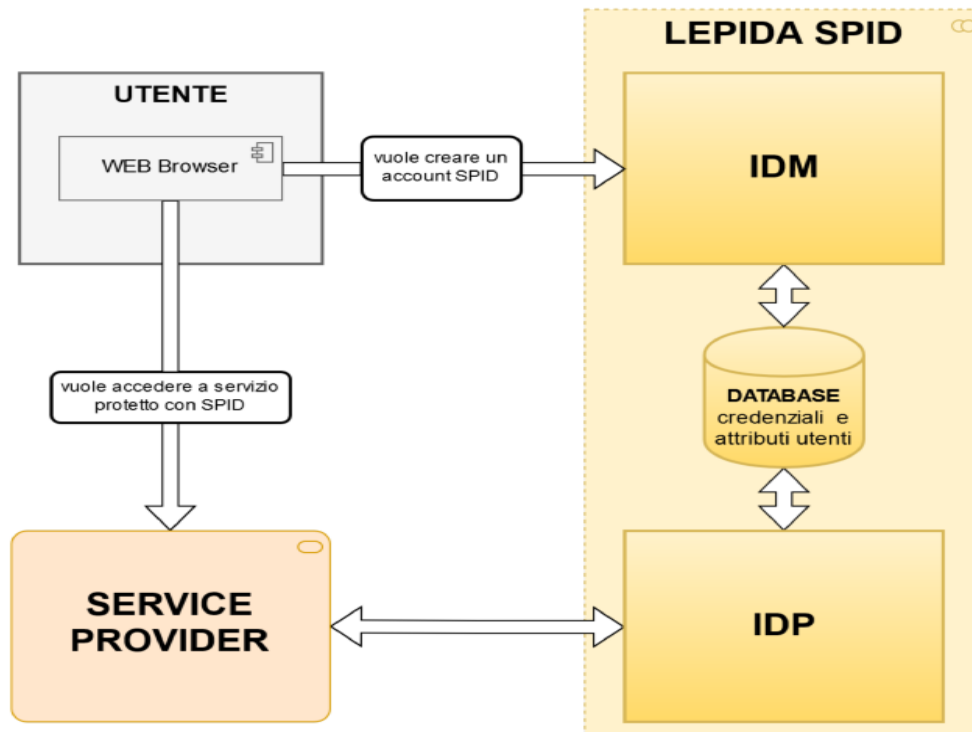 LEPIDA SPID
UTENTE
WEB Browser
vuole creare un
account SPID
IDM
vuole accedere a servizio
protetto con SPID
DATABASE
credenziali e
attributi utenti
SERVICE
PROVIDER
IDP